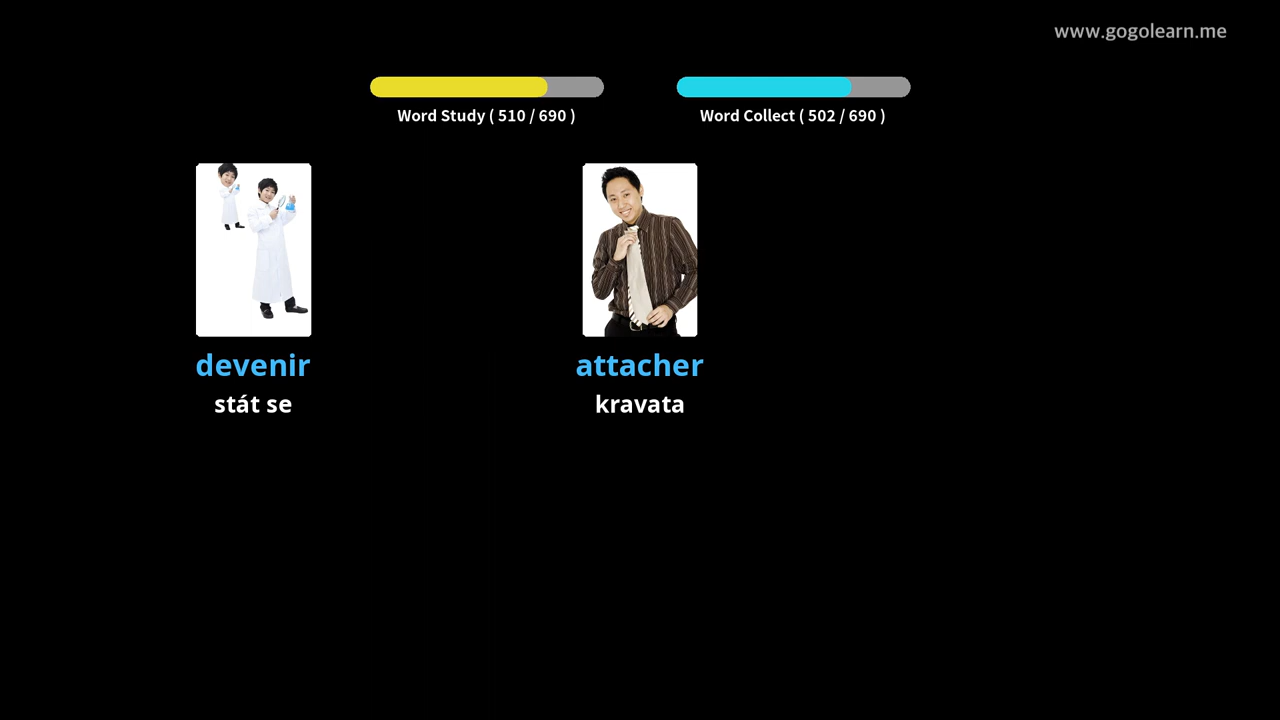 www.gogolearn.me
Word Study ( 510 / 690 )
Word Collect ( 502 / 690 )
devenir
stát se
attacher
kravata